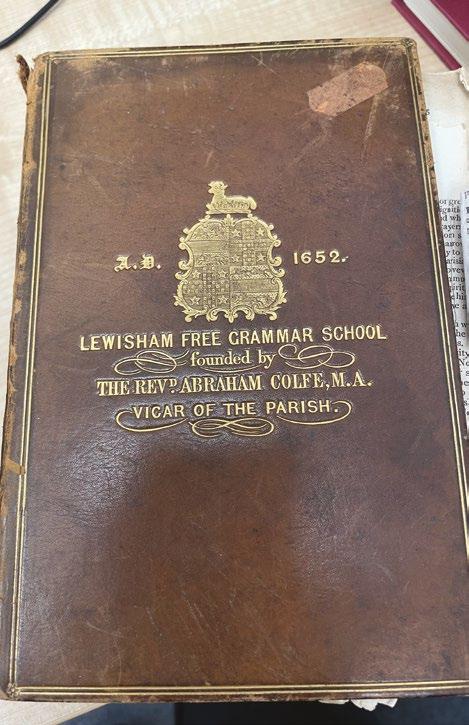 A.D. 1652.
LEWISHAM FREE GRAMMAR SCHOOL
founded by
THE REVD. ABRAHAM COLFE, M.A.
VICAR OF THE PARISH.